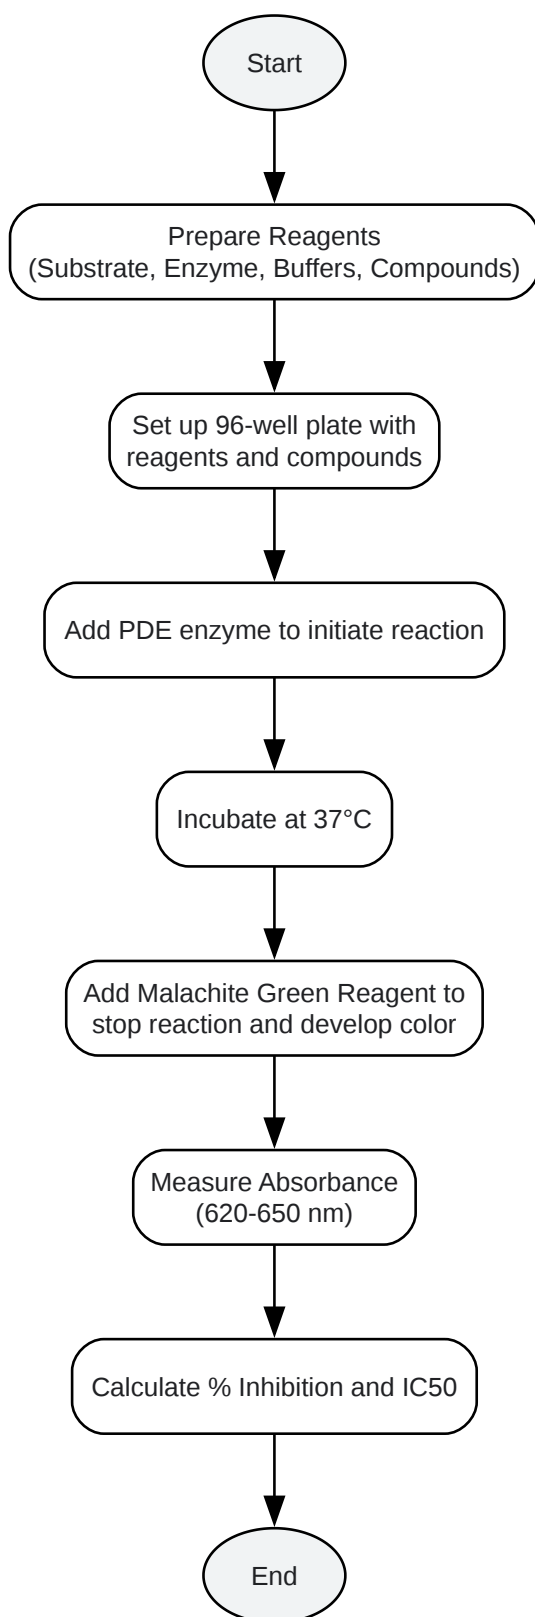 Start
Prepare Reagents
(Substrate, Enzyme, Buffers, Compounds)
Set up 96-well plate with
reagents and compounds
Add PDE enzyme to initiate reaction
Incubate at 37°C
Add Malachite Green Reagent to
stop reaction and develop color
Measure Absorbance
(620-650 nm)
Calculate % Inhibition and IC50
End